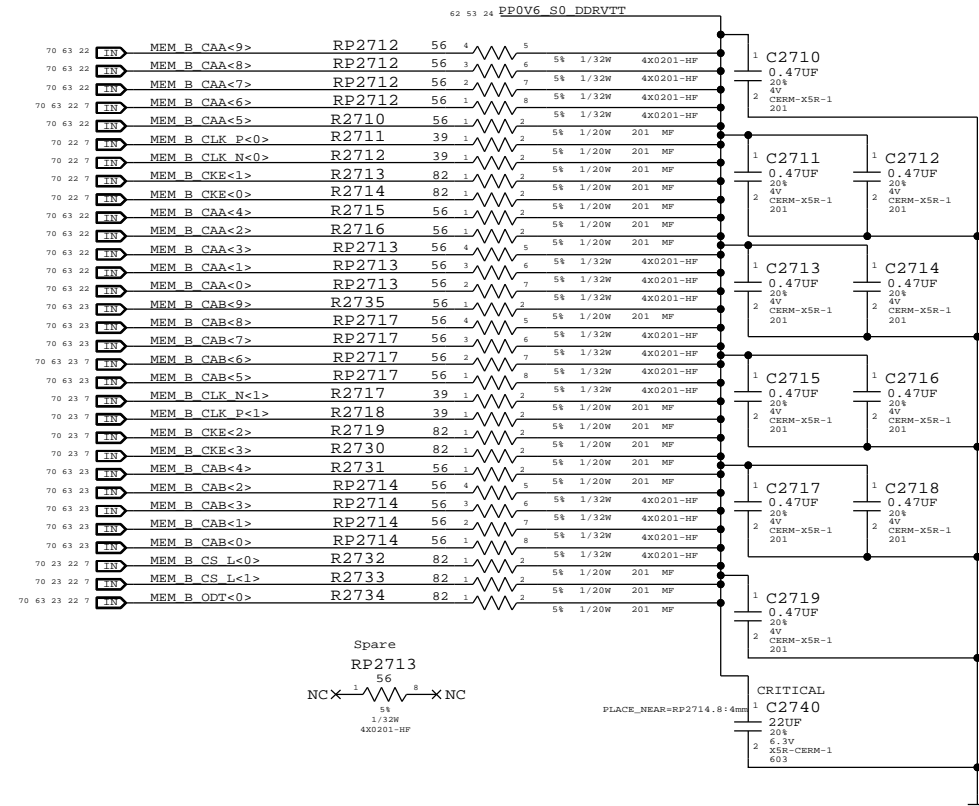 62 53 24 PP0V6_S0_DDRVTT
70 63 22 IN MEM_B_CAA<9> RP2712 56 4 5 5% 1/32W 4X0201-HF
70 63 22 IN MEM_B_CAA<8> RP2712 56 3 6 5% 1/32W 4X0201-HF
70 63 22 IN MEM_B_CAA<7> RP2712 56 2 7 5% 1/32W 4X0201-HF
70 63 22 7 IN MEM_B_CAA<6> RP2712 56 1 8 5% 1/32W 4X0201-HF
70 63 22 IN MEM_B_CAA<5> R2710 56 1 2 5% 1/20W 201 MF
70 22 7 IN MEM_B_CLK_P<0> R2711 39 1 2 5% 1/20W 201 MF
70 22 7 IN MEM_B_CLK_N<0> R2712 39 1 2 5% 1/20W 201 MF
70 22 7 IN MEM_B_CKE<1> R2713 82 1 2 5% 1/20W 201 MF
70 22 7 IN MEM_B_CKE<0> R2714 82 1 2 5% 1/20W 201 MF
70 63 22 IN MEM_B_CAA<4> R2715 56 1 2 5% 1/20W 201 MF
70 63 22 IN MEM_B_CAA<2> R2716 56 1 2 5% 1/20W 201 MF
70 63 22 IN MEM_B_CAA<3> RP2713 56 4 5 5% 1/32W 4X0201-HF
70 63 22 IN MEM_B_CAA<1> RP2713 56 3 6 5% 1/32W 4X0201-HF
70 63 22 IN MEM_B_CAA<0> RP2713 56 2 7 5% 1/32W 4X0201-HF
70 63 23 IN MEM_B_CAB<9> R2735 56 1 2 5% 1/20W 201 MF
70 63 23 IN MEM_B_CAB<8> RP2717 56 4 5 5% 1/32W 4X0201-HF
70 63 23 IN MEM_B_CAB<7> RP2717 56 3 6 5% 1/32W 4X0201-HF
70 63 23 7 IN MEM_B_CAB<6> RP2717 56 2 7 5% 1/32W 4X0201-HF
70 63 23 IN MEM_B_CAB<5> RP2717 56 1 8 5% 1/32W 4X0201-HF
70 23 7 IN MEM_B_CLK_N<1> R2717 39 1 2 5% 1/20W 201 MF
70 23 7 IN MEM_B_CLK_P<1> R2718 39 1 2 5% 1/20W 201 MF
70 23 7 IN MEM_B_CKE<2> R2719 82 1 2 5% 1/20W 201 MF
70 23 7 IN MEM_B_CKE<3> R2730 82 1 2 5% 1/20W 201 MF
70 63 23 IN MEM_B_CAB<4> R2731 56 1 2 5% 1/20W 201 MF
70 63 23 IN MEM_B_CAB<2> RP2714 56 4 5 5% 1/32W 4X0201-HF
70 63 23 IN MEM_B_CAB<3> RP2714 56 3 6 5% 1/32W 4X0201-HF
70 63 23 IN MEM_B_CAB<1> RP2714 56 2 7 5% 1/32W 4X0201-HF
70 63 23 IN MEM_B_CAB<0> RP2714 56 1 8 5% 1/32W 4X0201-HF
70 23 22 7 IN MEM_B_CS_L<0> R2732 82 1 2 5% 1/20W 201 MF
70 23 22 7 IN MEM_B_CS_L<1> R2733 82 1 2 5% 1/20W 201 MF
70 63 23 22 7 IN MEM_B_ODT<0> R2734 82 1 2 5% 1/20W 201 MF
Spare
RP2713
56
NC 1 8 NC
5%
1/32W
4X0201-HF
1 C2710
0.47UF
20%
4V
2 CERM-X5R-1
201
1 C2711 1 C2712
0.47UF 0.47UF
20% 20%
4V 4V
2 CERM-X5R-1 2 CERM-X5R-1
201 201
1 C2713 1 C2714
0.47UF 0.47UF
20% 20%
4V 4V
2 CERM-X5R-1 2 CERM-X5R-1
201 201
1 C2715 1 C2716
0.47UF 0.47UF
20% 20%
4V 4V
2 CERM-X5R-1 2 CERM-X5R-1
201 201
1 C2717 1 C2718
0.47UF 0.47UF
20% 20%
4V 4V
2 CERM-X5R-1 2 CERM-X5R-1
201 201
1 C2719
0.47UF
20%
4V
2 CERM-X5R-1
201
CRITICAL
PLACE_NEAR=RP2714.8:4mm 1 C2740
22UF
20%
6.3V
2 X5R-CERM-1
603